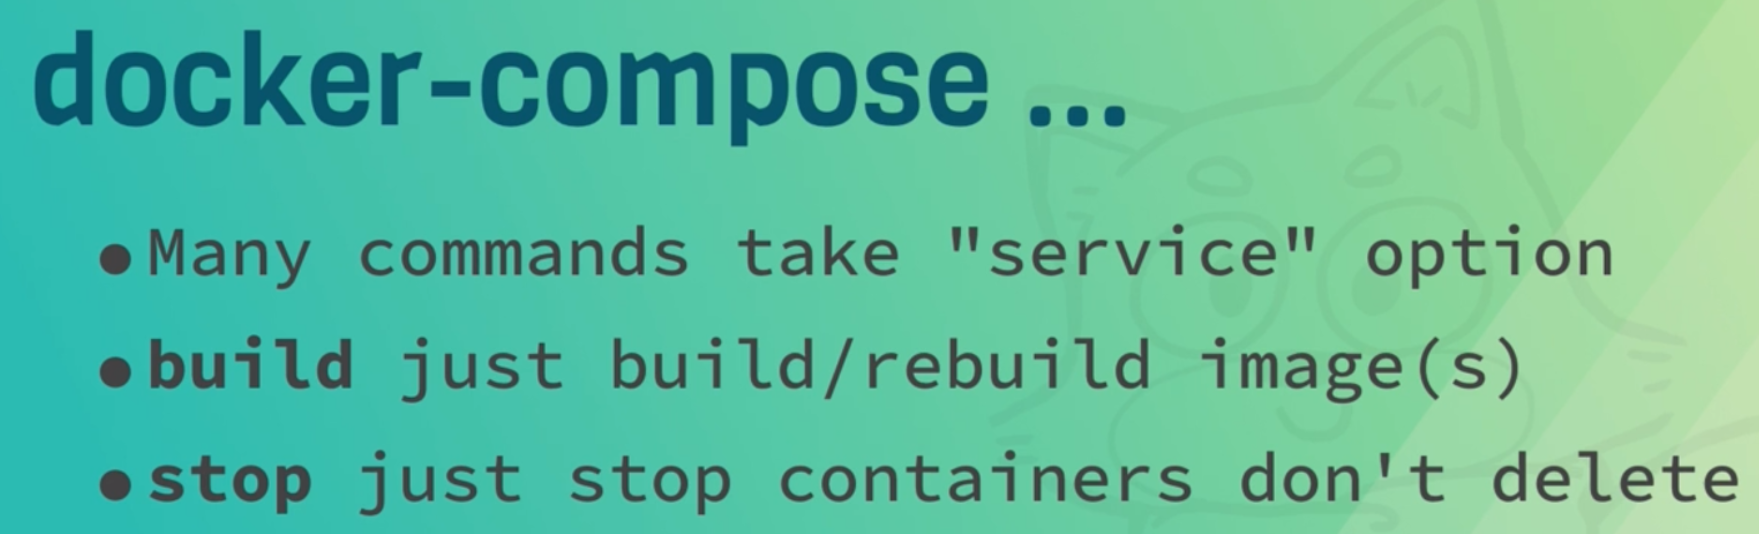 docker-compose ...
● Many commands take "service" option
● build just build/rebuild image(s)
● stop just stop containers don't delete